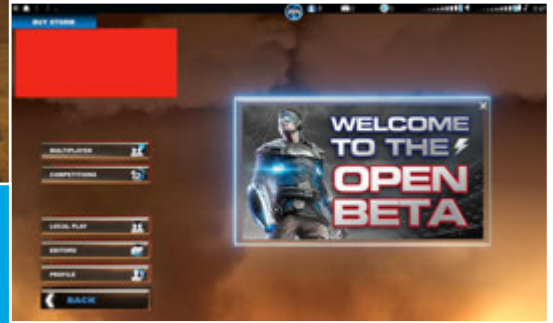 BUY STORM
MULTIPLAYER
COMPETITIONS
LOCAL PLAY
EDITORS
PROFILE
BACK
WELCOME
TO THE
OPEN
BETA